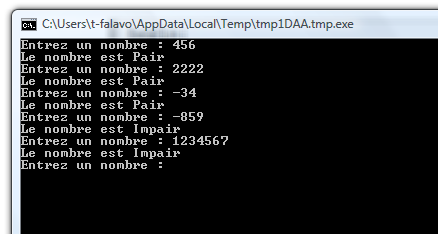 C:\Users\t-falavo\AppData\Local\Temp\tmp1DAA.tmp.exe
Entrez un nombre : 456
Le nombre est Pair
Entrez un nombre : 2222
Le nombre est Pair
Entrez un nombre : -34
Le nombre est Pair
Entrez un nombre : -859
Le nombre est Impair
Entrez un nombre : 1234567
Le nombre est Impair
Entrez un nombre :